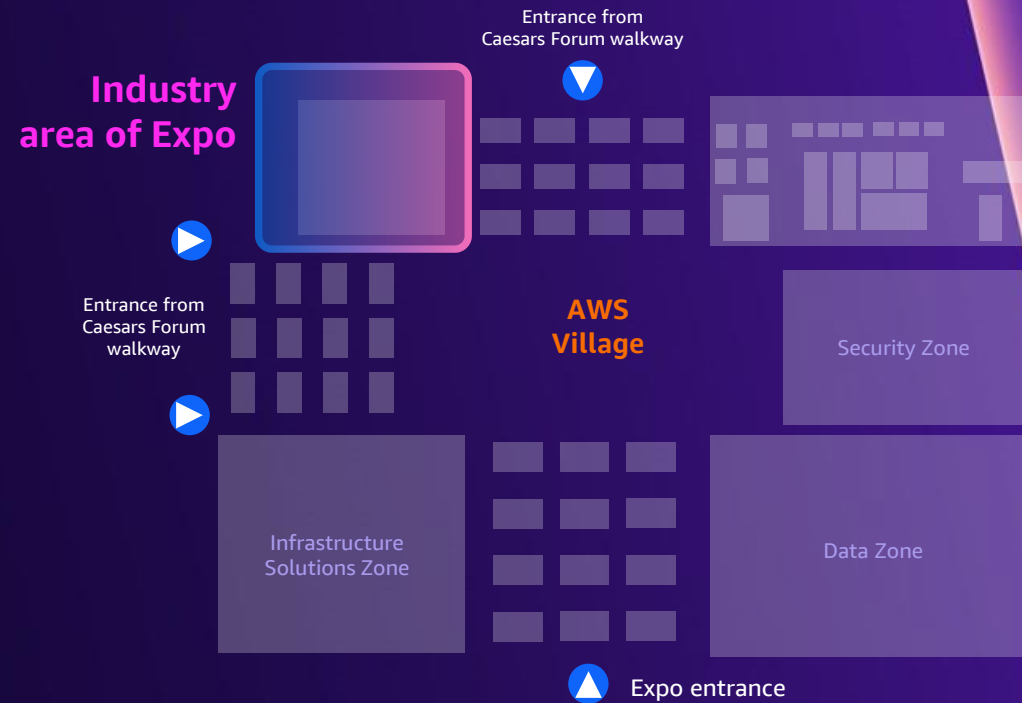 Entrance from
Caesars Forum walkway
Industry
area of Expo
Entrance from
Caesars Forum
walkway
AWS
Village
Security Zone
Infrastructure
Solutions Zone
Data Zone
Expo entrance